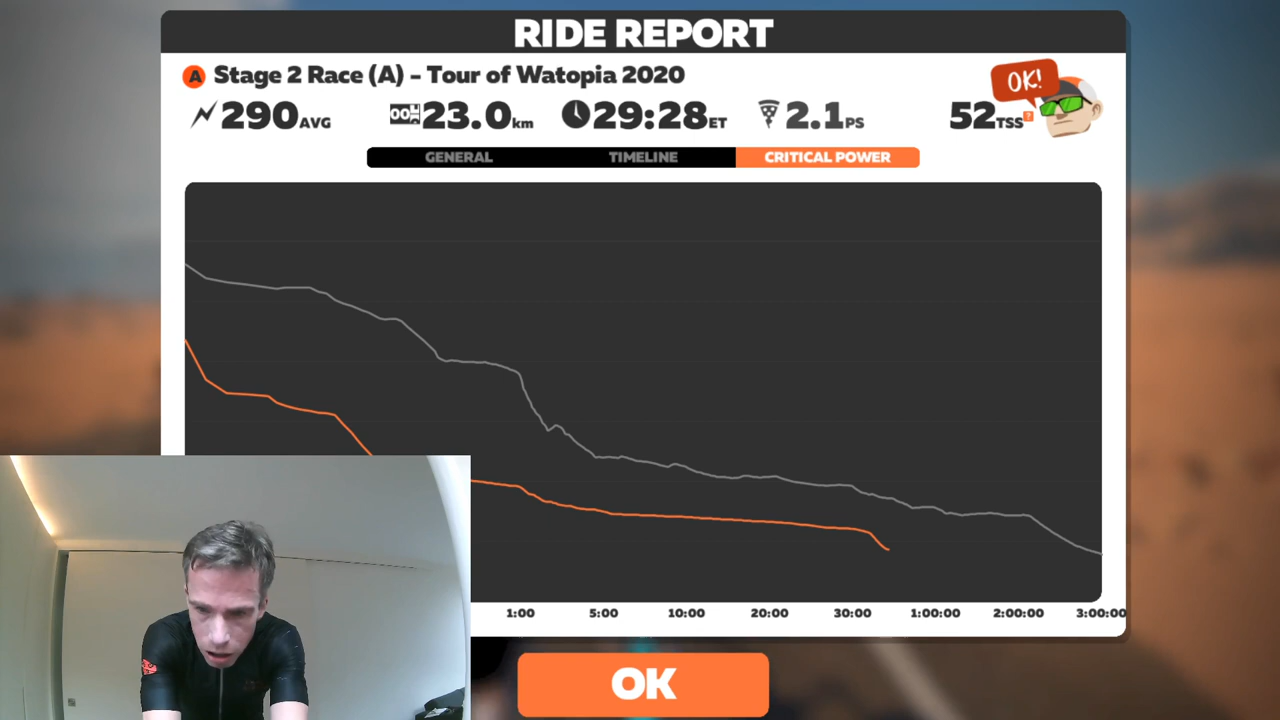 RIDE REPORT
A Stage 2 Race (A) - Tour of Watopia 2020
OK!
290AVG 23.0km 29:28ET 2.1PS 52TSS?
GENERAL TIMELINE CRITICAL POWER
1:00 5:00 10:00 20:00 30:00 1:00:00 2:00:00 3:00:00
OK